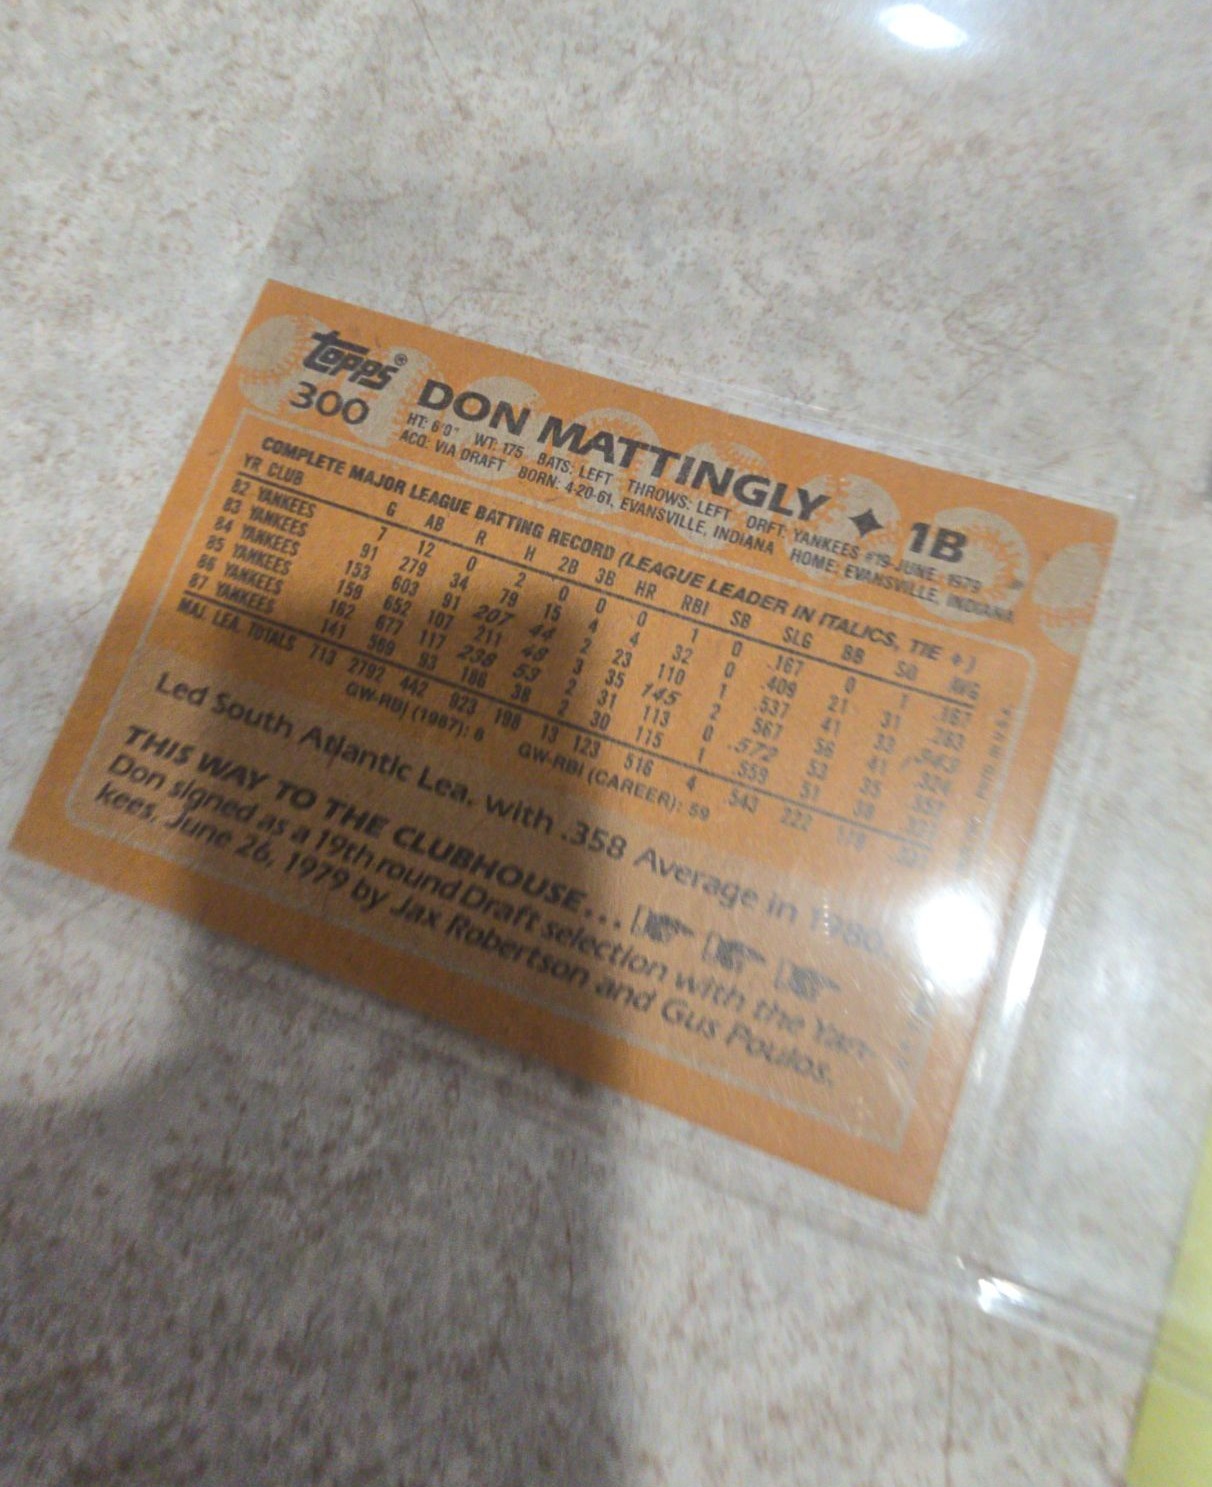 topps®
300
DON MATTINGLY ✦ 1B
HT: 6'0" WT: 175 BATS: LEFT THROWS: LEFT DRFT: YANKEES #19-JUNE, 1979
ACQ: VIA DRAFT BORN: 4-20-61, EVANSVILLE, INDIANA HOME: EVANSVILLE, INDIANA
COMPLETE MAJOR LEAGUE BATTING RECORD (LEAGUE LEADER IN ITALICS, TIE ✦)
YR CLUB G AB R H 2B 3B HR RBI SB SLG BB SO AVG
82 YANKEES 7 12 0 2 0 0 0 1 0 .167 0 1 .167
83 YANKEES 91 279 34 79 15 4 4 32 0 .409 21 31 .283
84 YANKEES 153 603 91 207 44 2 23 110 1 .537 41 33 .343
85 YANKEES 159 652 107 211 48 3 35 145 2 .567 56 41 .324
86 YANKEES 162 677 117 238 53 2 31 113 0 .573 53 35 .352
87 YANKEES 141 569 93 186 38 2 30 115 1 .559 51 38
MAJ. LEA. TOTALS 713 2792 442 923 198 13 123 516 4 .543 222
GW-RBI (1987): 6 GW-RBI (CAREER): 59
Led South Atlantic Lea. with .358 Average in 1980.
THIS WAY TO THE CLUBHOUSE...
Don signed as a 19th round Draft selection with the Yan-
kees, June 26, 1979 by Jax Robertson and Gus Poulos.